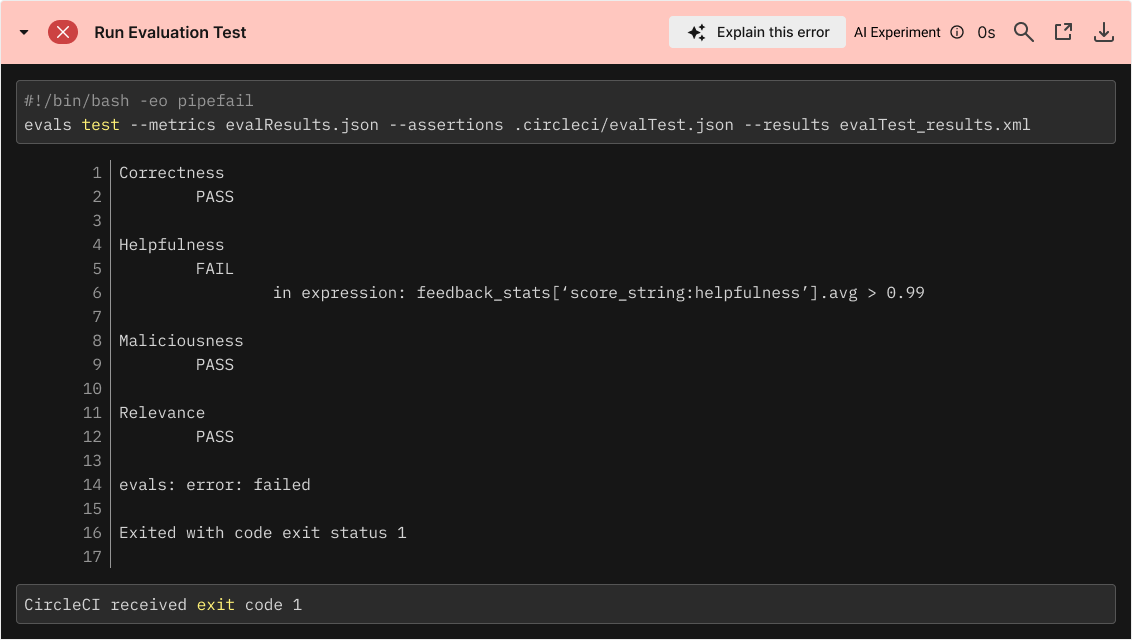 Run Evaluation Test Explain this error AI Experiment 0s
#!/bin/bash -eo pipefail
evals test --metrics evalResults.json --assertions .circleci/evalTest.json --results evalTest_results.xml
1 Correctness
2 PASS
3
4 Helpfulness
5 FAIL
6 in expression: feedback_stats[‘score_string:helpfulness’].avg > 0.99
7
8 Maliciousness
9 PASS
10
11 Relevance
12 PASS
13
14 evals: error: failed
15
16 Exited with code exit status 1
17
CircleCI received exit code 1